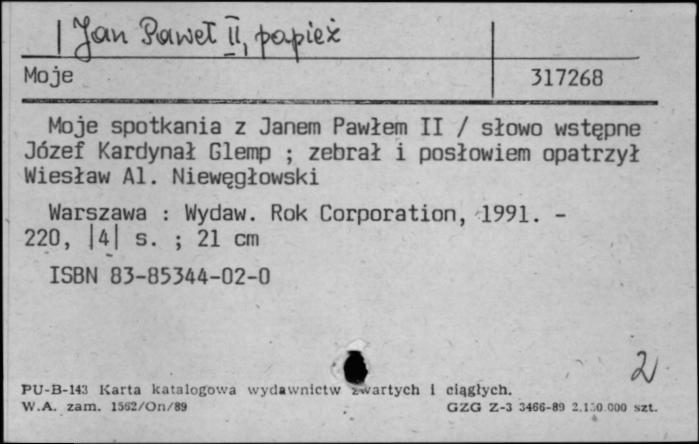 Jan Paweł II, papież
Moje 317268
Moje spotkania z Janem Pawłem II / słowo wstępne
Józef Kardynał Glemp ; zebrał i posłowiem opatrzył
Wiesław Al. Niewęgłowski
Warszawa : Wydaw. Rok Corporation, 1991. -
220, |4| s. ; 21 cm
ISBN 83-85344-02-0
2
PU-B-143 Karta katalogowa wydawnictw zwartych i ciągłych.
W.A. zam. 1562/On/89 GZG Z-3 3466-89 szt.